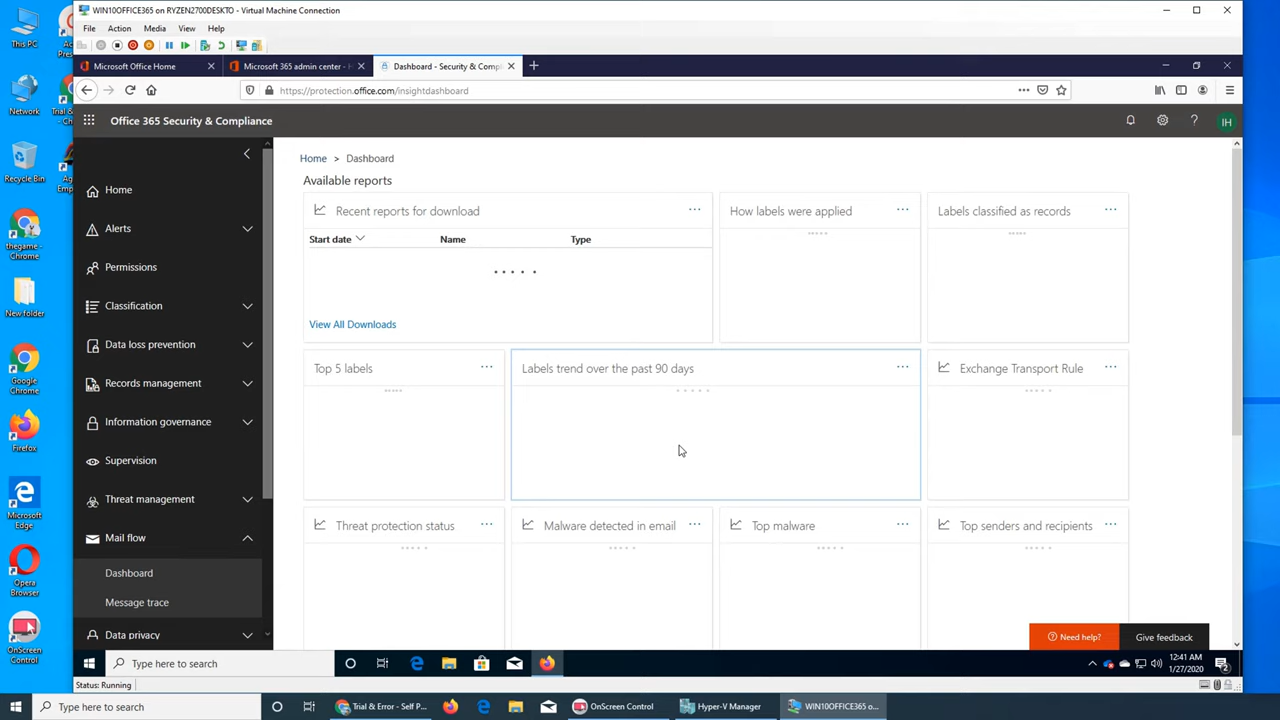 WIN10OFFICE365 on RYZEN2700DESKTO - Virtual Machine Connection
File Action Media View Help
Microsoft Office Home
Microsoft 365 admin center - H
Dashboard - Security & Compl
https://protection.office.com/insightdashboard
Office 365 Security & Compliance
IH
Home
Alerts
Permissions
Classification
Data loss prevention
Records management
Information governance
Supervision
Threat management
Mail flow
Dashboard
Message trace
Data privacy
Home > Dashboard
Available reports
Recent reports for download
Start date Name Type
View All Downloads
How labels were applied
Labels classified as records
Top 5 labels
Labels trend over the past 90 days
Exchange Transport Rule
Threat protection status
Malware detected in email
Top malware
Top senders and recipients
Need help?
Give feedback
Type here to search
12:41 AM
1/27/2020
2
Status: Running
This PC
Network
Recycle Bin
thegame -
Chrome
New folder
Google
Chrome
Firefox
Microsoft
Edge
Opera
Browser
OnScreen
Control
Type here to search
Trial & Error - Self P...
OnScreen Control
Hyper-V Manager
WIN10OFFICE365 o...